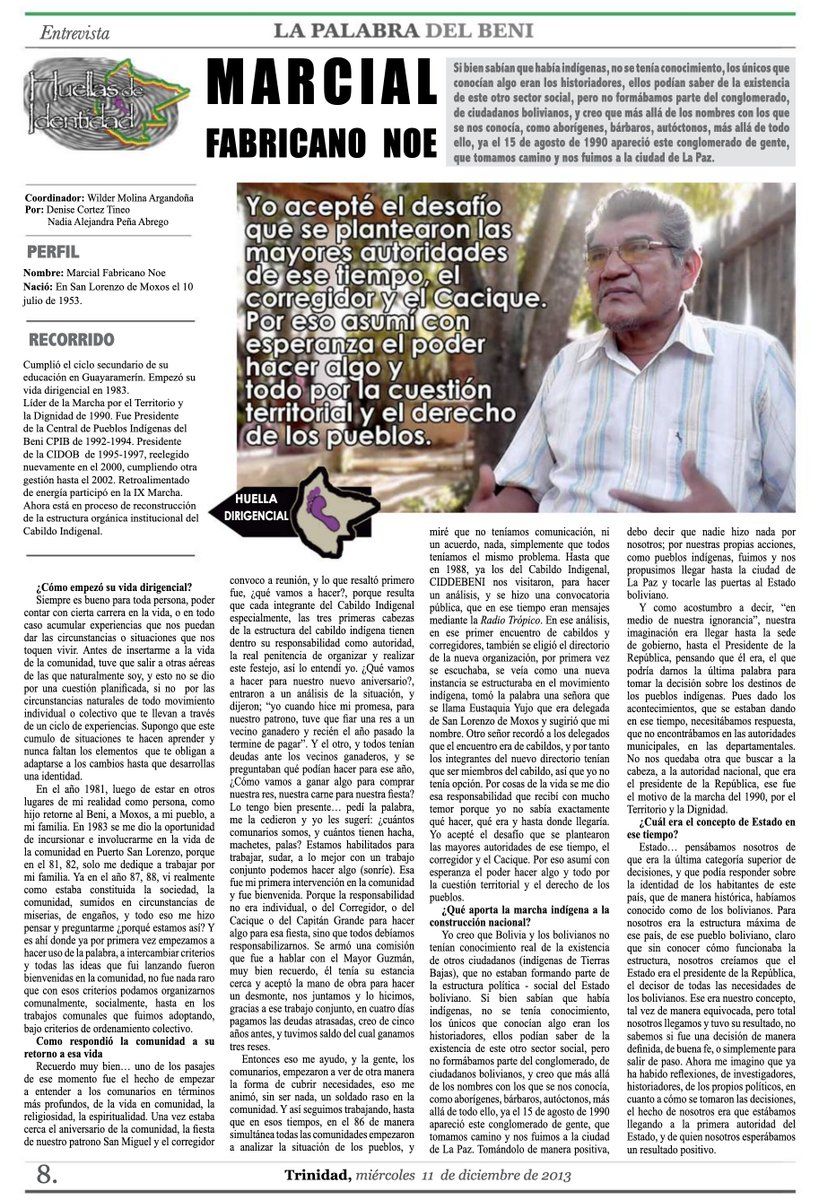 Entrevista
LA PALABRA DEL BENI
Huellas de
Identidad
MARCIAL
FABRICANO NOE
Si bien sabían que había indígenas, no se tenía conocimiento, los únicos que
conocían algo eran los historiadores, ellos podían saber de la existencia
de este otro sector social, pero no formábamos parte del conglomerado,
de ciudadanos bolivianos, y creo que más allá de los nombres con los que
se nos conocía, como aborígenes, bárbaros, autóctonos, más allá de todo
ello, ya el 15 de agosto de 1990 apareció este conglomerado de gente,
que tomamos camino y nos fuimos a la ciudad de La Paz.
Coordinador: Wilder Molina Argandoña
Por: Denise Cortez Tineo
Nadia Alejandra Peña Abrego
PERFIL
Nombre: Marcial Fabricano Noe
Nació: En San Lorenzo de Moxos el 10
julio de 1953.
RECORRIDO
Cumplió el ciclo secundario de su
educación en Guayaramerín. Empezó su
vida dirigencial en 1983.
Líder de la Marcha por el Territorio y
la Dignidad de 1990. Fue Presidente
de la Central de Pueblos Indígenas del
Beni CPIB de 1992-1994. Presidente
de la CIDOB de 1995-1997, reelegido
nuevamente en el 2000, cumpliendo otra
gestión hasta el 2002. Retroalimentado
de energía participó en la IX Marcha.
Ahora está en proceso de reconstrucción
de la estructura orgánica institucional del
Cabildo Indigenal.
Yo acepté el desafío
que se plantearon las
mayores autoridades
de ese tiempo, el
corregidor y el Cacique.
Por eso asumí con
esperanza el poder
hacer algo y
todo por la cuestión
territorial y el derecho
de los pueblos.
HUELLA
DIRIGENCIAL
¿Cómo empezó su vida dirigencial?
Siempre es bueno para toda persona, poder
contar con cierta carrera en la vida, o en todo
caso acumular experiencias que nos puedan
dar las circunstancias o situaciones que nos
toquen vivir. Antes de insertarme a la vida
de la comunidad, tuve que salir a otras aéreas
de las que naturalmente soy, y esto no se dio
por una cuestión planificada, si no por las
circunstancias naturales de todo movimiento
individual o colectivo que te llevan a través
de un ciclo de experiencias. Supongo que este
cumulo de situaciones te hacen aprender y
nunca faltan los elementos que te obligan a
adaptarse a los cambios hasta que desarrollas
una identidad.
En el año 1981, luego de estar en otros
lugares de mi realidad como persona, como
hijo retorne al Beni, a Moxos, a mi pueblo, a
mi familia. En 1983 se me dio la oportunidad
de incursionar e involucrarme en la vida de
la comunidad en Puerto San Lorenzo, porque
en el 81, 82, solo me dedique a trabajar por
mi familia. Ya en el año 87, 88, vi realmente
como estaba constituida la sociedad, la
comunidad, sumidos en circunstancias de
miserias, de engaños, y todo eso me hizo
pensar y preguntarme ¿porqué estamos así? Y
es ahí donde ya por primera vez empezamos a
hacer uso de la palabra, a intercambiar criterios
y todas las ideas que fui lanzando fueron
bienvenidas en la comunidad, no fue nada raro
que con esos criterios podamos organizarnos
comunalmente, socialmente, hasta en los
trabajos comunales que fuimos adoptando,
bajo criterios de ordenamiento colectivo.
Como respondió la comunidad a su
retorno a esa vida
Recuerdo muy bien… uno de los pasajes
de ese momento fue el hecho de empezar
a entender a los comunarios en términos
más profundos, de la vida en comunidad, la
religiosidad, la espiritualidad. Una vez estaba
cerca el aniversario de la comunidad, la fiesta
de nuestro patrono San Miguel y el corregidor
convoco a reunión, y lo que resaltó primero
fue, ¿qué vamos a hacer?, porque resulta
que cada integrante del Cabildo Indigenal
especialmente, las tres primeras cabezas
de la estructura del cabildo indígena tienen
dentro su responsabilidad como autoridad,
la real penitencia de organizar y realizar
este festejo, así lo entendí yo. ¿Qué vamos
a hacer para nuestro nuevo aniversario?,
entraron a un análisis de la situación, y
dijeron; “yo cuando hice mi promesa, para
nuestro patrono, tuve que fiar una res a un
vecino ganadero y recién el año pasado la
termine de pagar”. Y el otro, y todos tenían
deudas ante los vecinos ganaderos, y se
preguntaban qué podían hacer para ese año,
¿Cómo vamos a ganar algo para comprar
nuestra res, nuestra carne para nuestra fiesta?
Lo tengo bien presente… pedí la palabra,
me la cedieron y yo les sugerí: ¿cuántos
comunarios somos, y cuántos tienen hacha,
machetes, palas? Estamos habilitados para
trabajar, sudar, a lo mejor con un trabajo
conjunto podemos hacer algo (sonríe). Esa
fue mi primera intervención en la comunidad
y fue bienvenida. Porque la responsabilidad
no era individual, o del Corregidor, o del
Cacique o del Capitán Grande para hacer
algo para esa fiesta, sino que todos debíamos
responsabilizarnos. Se armó una comisión
que fue a hablar con el Mayor Guzmán,
muy bien recuerdo, él tenía su estancia
cerca y aceptó la mano de obra para hacer
un desmonte, nos juntamos y lo hicimos,
gracias a ese trabajo conjunto, en cuatro días
pagamos las deudas atrasadas, creo de cinco
años antes, y tuvimos saldo del cual ganamos
tres reses.
Entonces eso me ayudo, y la gente, los
comunarios, empezaron a ver de otra manera
la forma de cubrir necesidades, eso me
animó, sin ser nada, un soldado raso en la
comunidad. Y así seguimos trabajando, hasta
que en esos tiempos, en el 86 de manera
simultánea todas las comunidades empezaron
a analizar la situación de los pueblos, y
miré que no teníamos comunicación, ni
un acuerdo, nada, simplemente que todos
teníamos el mismo problema. Hasta que
en 1988, ya los del Cabildo Indigenal,
CIDDEBENI nos visitaron, para hacer
un análisis, y se hizo una convocatoria
pública, que en ese tiempo eran mensajes
mediante la Radio Trópico. En ese análisis,
en ese primer encuentro de cabildos y
corregidores, también se eligió el directorio
de la nueva organización, por primera vez
se escuchaba, se veía como una nueva
instancia se estructuraba en el movimiento
indígena, tomó la palabra una señora que
se llama Eustaquia Yujo que era delegada
de San Lorenzo de Moxos y sugirió que mi
nombre. Otro señor recordó a los delegados
que el encuentro era de cabildos, y por tanto
los integrantes del nuevo directorio tenían
que ser miembros del cabildo, así que yo no
tenía opción. Por cosas de la vida se me dio
esa responsabilidad que recibí con mucho
temor porque yo no sabía exactamente
qué hacer, qué era y hasta donde llegaría.
Yo acepté el desafío que se plantearon
las mayores autoridades de ese tiempo, el
corregidor y el Cacique. Por eso asumí con
esperanza el poder hacer algo y todo por
la cuestión territorial y el derecho de los
pueblos.
¿Qué aporta la marcha indígena a la
construcción nacional?
Yo creo que Bolivia y los bolivianos no
tenían conocimiento real de la existencia
de otros ciudadanos (indígenas de Tierras
Bajas), que no estaban formando parte de
la estructura política - social del Estado
boliviano. Si bien sabían que había
indígenas, no se tenía conocimiento,
los únicos que conocían algo eran los
historiadores, ellos podían saber de la
existencia de este otro sector social, pero
no formábamos parte del conglomerado, de
ciudadanos bolivianos, y creo que más allá
de los nombres con los que se nos conocía,
como aborígenes, bárbaros, autóctonos, más
allá de todo ello, ya el 15 de agosto de 1990
apareció este conglomerado de gente, que
tomamos camino y nos fuimos a la ciudad
de La Paz. Tomándolo de manera positiva,
debo decir que nadie hizo nada por
nosotros; por nuestras propias acciones,
como pueblos indígenas, fuimos y nos
propusimos llegar hasta la ciudad de
La Paz y tocarle las puertas al Estado
boliviano.
Y como acostumbro a decir, “en
medio de nuestra ignorancia”, nuestra
imaginación era llegar hasta la sede
de gobierno, hasta el Presidente de la
República, pensando que él era, el que
podía darnos la última palabra para
tomar la decisión sobre los destinos de
los pueblos indígenas. Pues dado los
acontecimientos, que se estaban dando
en ese tiempo, necesitábamos respuesta,
que no encontrábamos en las autoridades
municipales, en las departamentales.
No nos quedaba otra que buscar a la
cabeza, a la autoridad nacional, que era
el presidente de la República, ese fue
el motivo de la marcha del 1990, por el
Territorio y la Dignidad.
¿Cuál era el concepto de Estado en
ese tiempo?
Estado… pensábamos nosotros de
que era la última categoría superior de
decisiones, y que podía responder sobre
la identidad de los habitantes de este
país, que de manera histórica, habíamos
conocido como de los bolivianos. Para
nosotros era la estructura máxima de
ese país, de ese pueblo boliviano, claro
que sin conocer cómo funcionaba la
estructura, nosotros creíamos que el
Estado era el presidente de la República,
el decisor de todas las necesidades de
los bolivianos. Ese era nuestro concepto,
tal vez de manera equivocada, pero total
nosotros llegamos y tuvo su resultado, no
sabemos si fue una decisión de manera
definida, de buena fe, o simplemente para
salir de paso. Ahora me imagino que ya
ha habido reflexiones, de investigadores,
historiadores, de los propios políticos, en
cuanto a cómo se tomaron las decisiones,
el hecho de nosotros era que estábamos
llegando a la primera autoridad del
Estado, y de quien nosotros esperábamos
un resultado positivo.
8.
Trinidad, miércoles 11 de diciembre de 2013